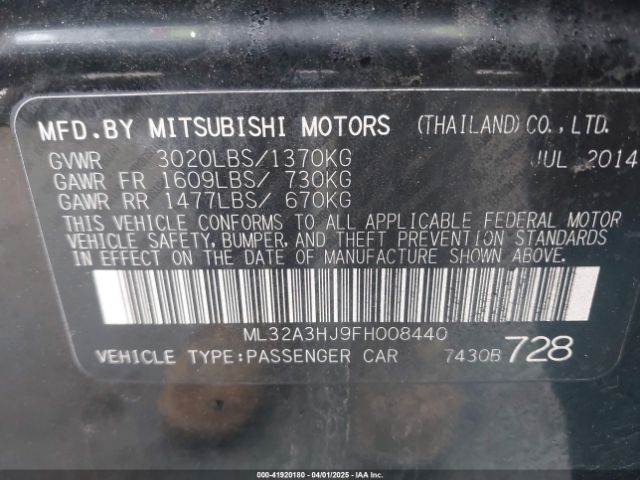 MFD.BY MITSUBISHI MOTORS (THAILAND)CO.,LTD.
GVWR 3020LBS/1370KG JUL 2014
GAWR FR 1609LBS/ 730KG
GAWR RR 1477LBS/ 670KG
THIS VEHICLE CONFORMS TO ALL APPLICABLE FEDERAL MOTOR
VEHICLE SAFETY, BUMPER, AND THEFT PREVENTION STANDARDS
IN EFFECT ON THE DATE OF MANUFACTURE SHOWN ABOVE.
ML32A3HJ9FH008440
VEHICLE TYPE:PASSENGER CAR 7430B 728
000-41920180 - 04/01/2025 - IAAI.COM